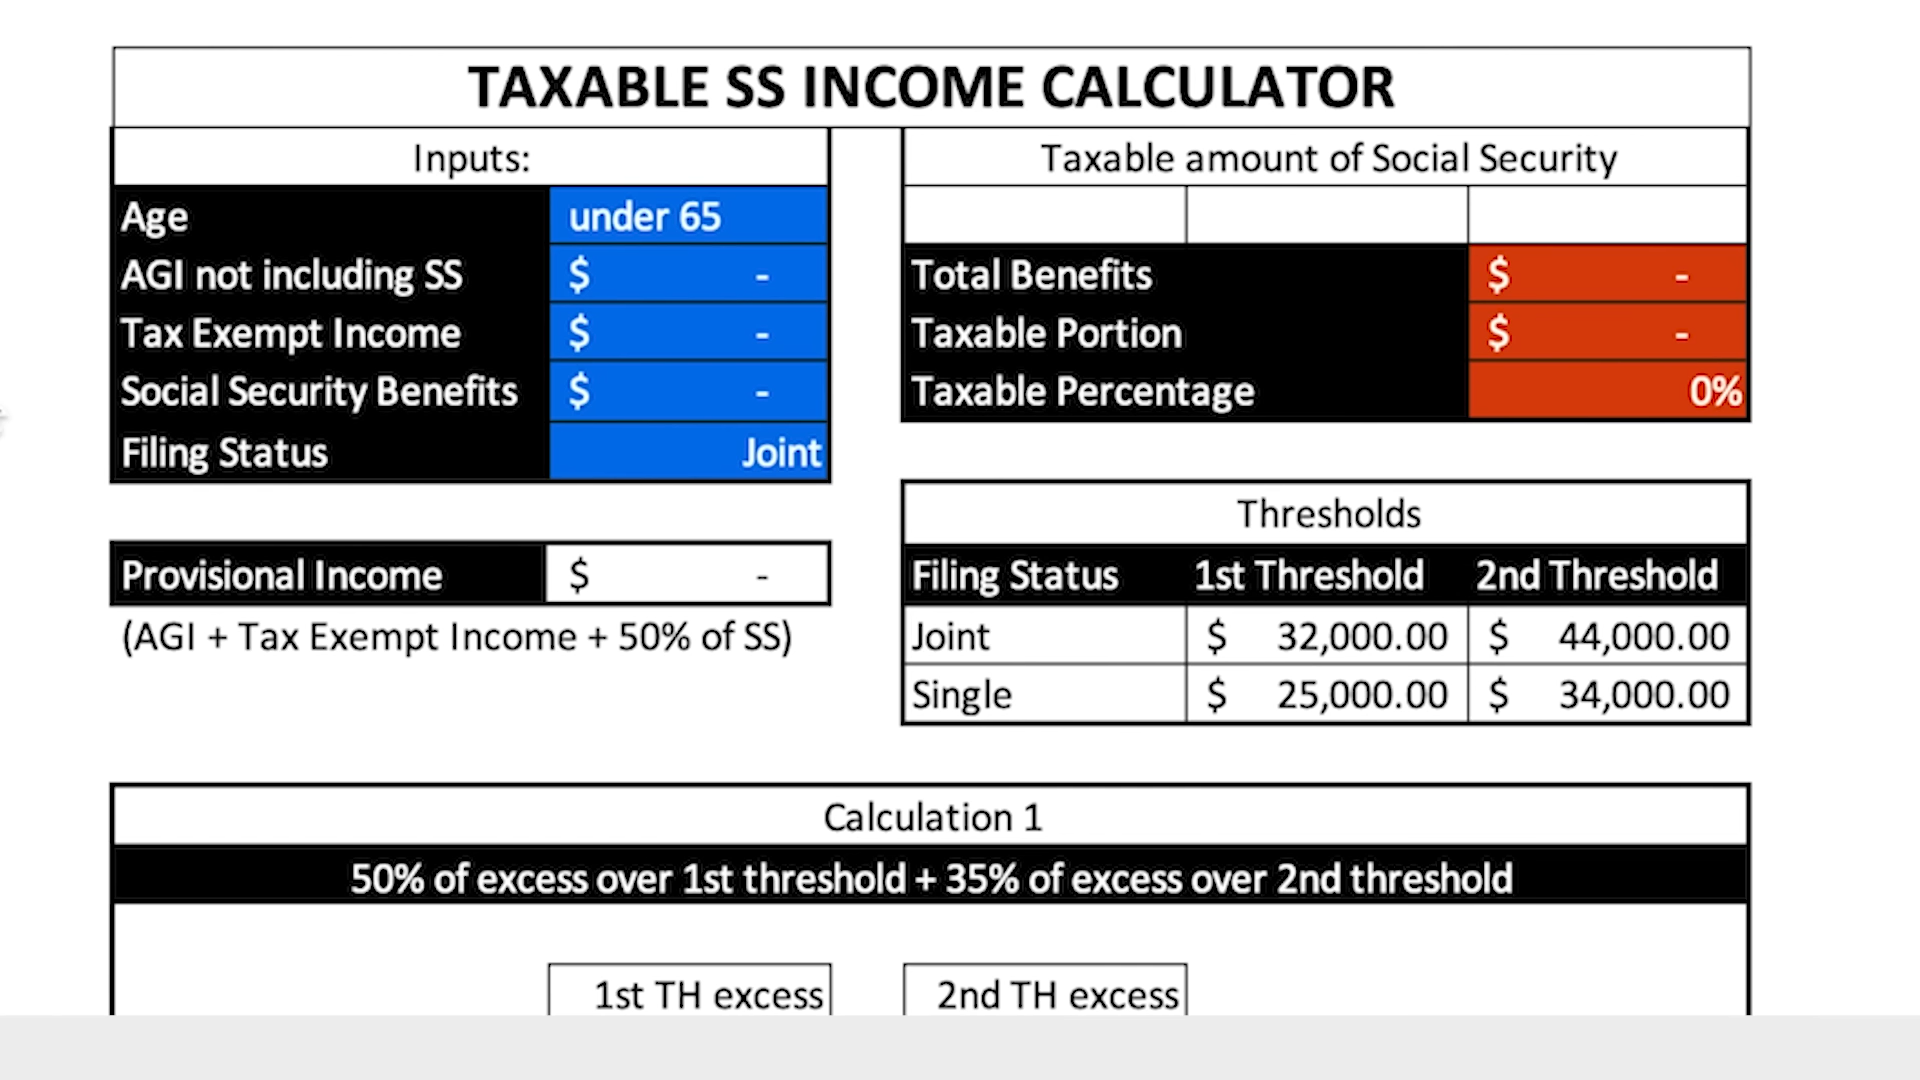 TAXABLE SS INCOME CALCULATOR
Inputs:
Age under 65
AGI not including SS $ -
Tax Exempt Income $ -
Social Security Benefits $ -
Filing Status Joint
Provisional Income $ -
(AGI + Tax Exempt Income + 50% of SS)
Taxable amount of Social Security
Total Benefits $ -
Taxable Portion $ -
Taxable Percentage 0%
Thresholds
Filing Status 1st Threshold 2nd Threshold
Joint $ 32,000.00 $ 44,000.00
Single $ 25,000.00 $ 34,000.00
Calculation 1
50% of excess over 1st threshold + 35% of excess over 2nd threshold
1st TH excess 2nd TH excess